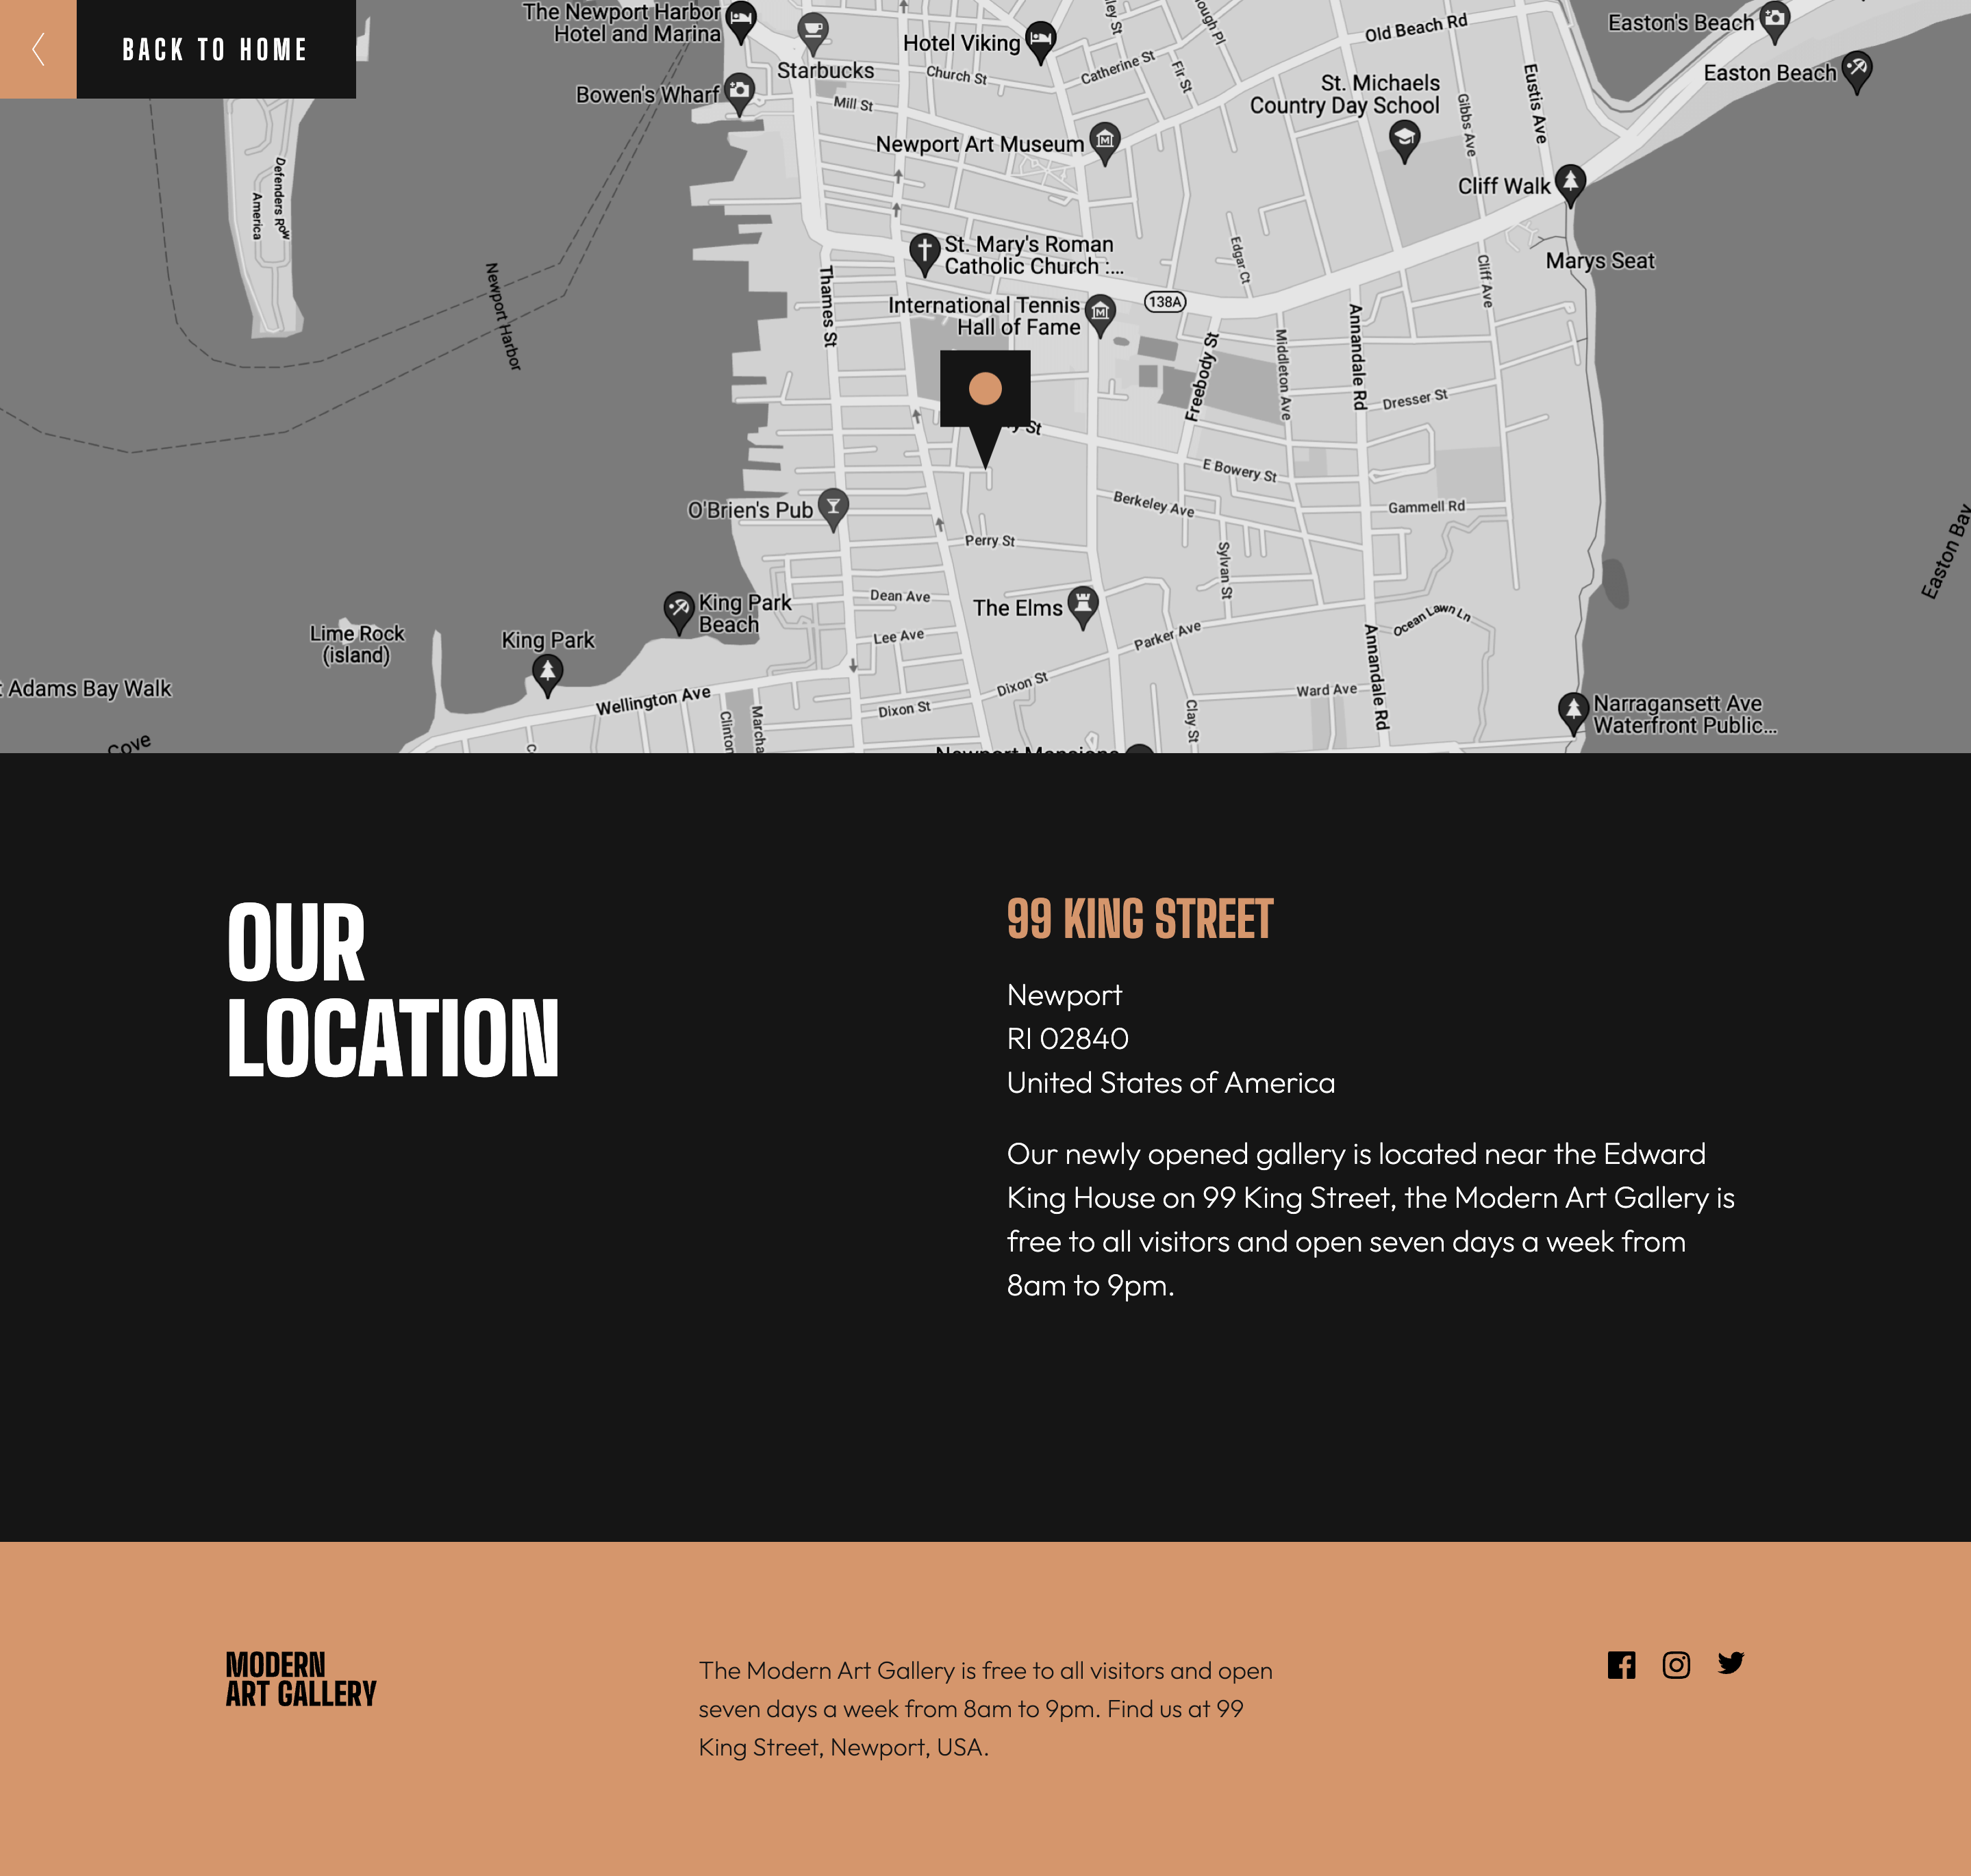 BACK TO HOME
The Newport Harbor
Hotel and Marina
Starbucks
Hotel Viking
Old Beach Rd
Easton's Beach
Easton Beach
Bowen's Wharf
Church St
Catherine St
Fir St
Mill St
St. Michaels
Country Day School
Gibbs Ave
Eustis Ave
Newport Art Museum
Cliff Walk
Defenders Row
America
St. Mary's Roman
Catholic Church :...
Edgar Ct
Cliff Ave
Marys Seat
Newport Harbor
Thames St
International Tennis
Hall of Fame
138A
Freebody St
Middleton Ave
Annandale Rd
Dresser St
St
E Bowery St
Berkeley Ave
Gammell Rd
O'Brien's Pub
Perry St
Sylvan St
Easton Bay
Dean Ave
The Elms
King Park
Beach
Lime Rock
(island)
King Park
Lee Ave
Parker Ave
Ocean Lawn Ln
Annandale Rd
Adams Bay Walk
Wellington Ave
Dixon St
Dixon St
Ward Ave
Clay St
Clinton
Marcha
Narragansett Ave
Waterfront Public...
Cove
Newport Mansions
OUR
LOCATION
99 KING STREET
Newport
RI 02840
United States of America
Our newly opened gallery is located near the Edward
King House on 99 King Street, the Modern Art Gallery is
free to all visitors and open seven days a week from
8am to 9pm.
MODERN
ART GALLERY
The Modern Art Gallery is free to all visitors and open
seven days a week from 8am to 9pm. Find us at 99
King Street, Newport, USA.